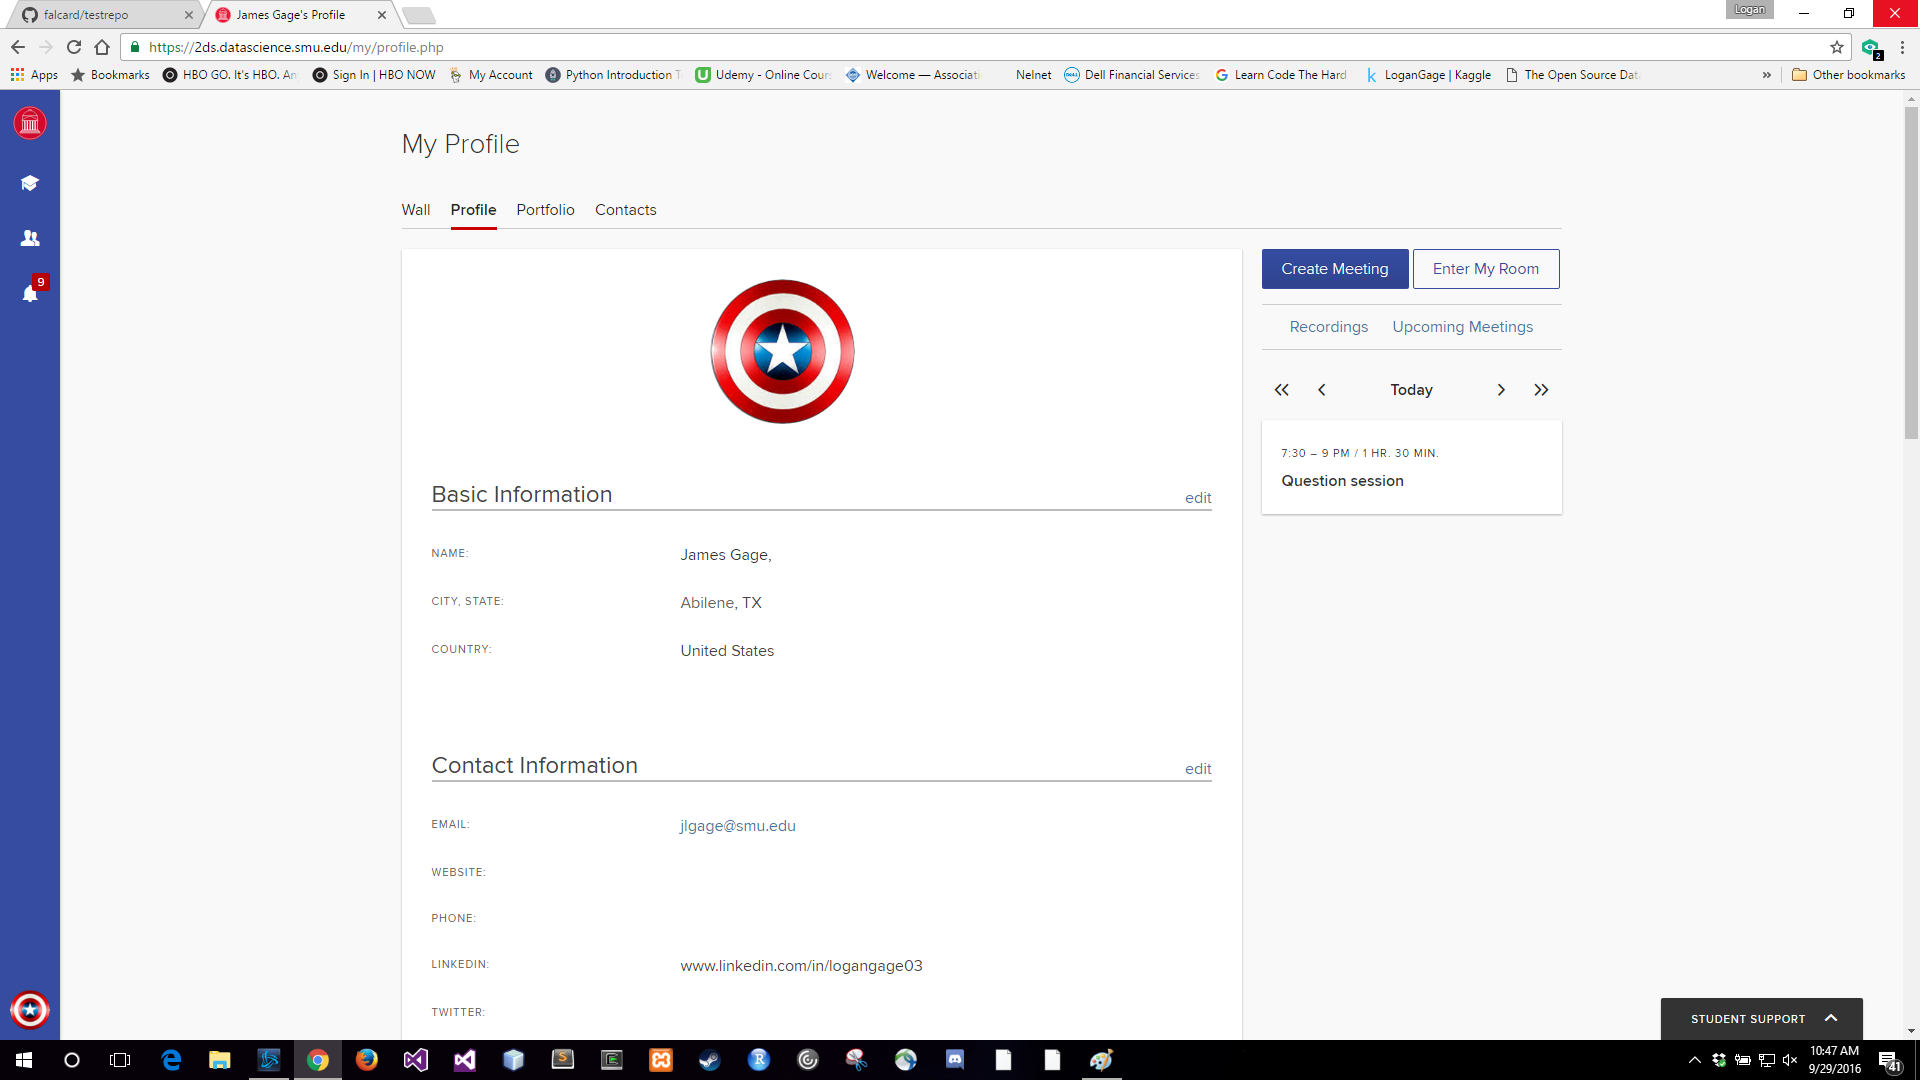 falcard/testrepo
James Gage's Profile
Logan
https://2ds.datascience.smu.edu/my/profile.php
2
Apps
Bookmarks
HBO GO. It's HBO.
Sign In | HBO NOW
My Account
Python Introduction
Udemy - Online
Welcome —
Nelnet
Dell Financial Services
Learn Code The Hard
LoganGage | Kaggle
The Open Source
»
Other bookmarks
My Profile
Wall
Profile
Portfolio
Contacts
9
Create Meeting
Enter My Room
Recordings
Upcoming Meetings
Today
7:30 – 9 PM / 1 HR. 30 MIN.
Question session
Basic Information
edit
NAME: James Gage,
CITY, STATE: Abilene, TX
COUNTRY: United States
Contact Information
edit
EMAIL: jlgage@smu.edu
WEBSITE:
PHONE:
LINKEDIN: www.linkedin.com/in/logangage03
TWITTER:
STUDENT SUPPORT
10:47 AM
9/29/2016
41